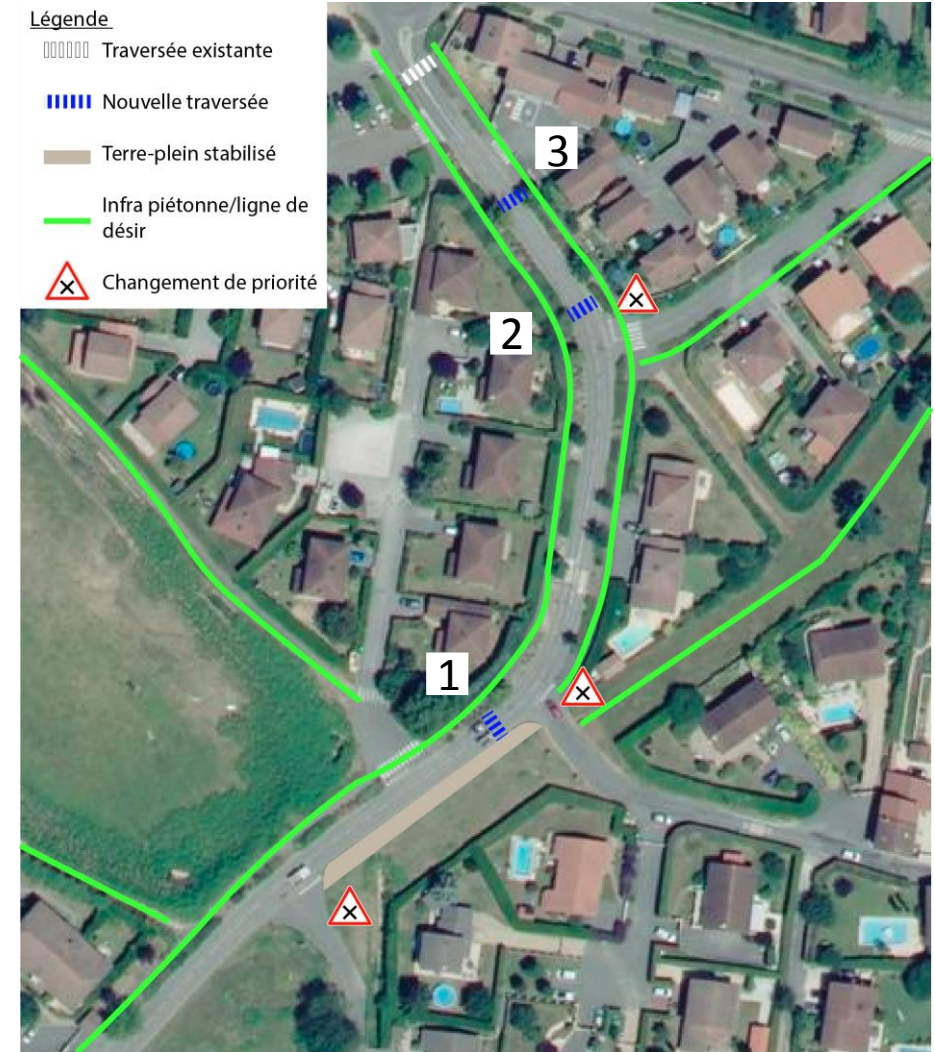 Légende
Traversée existante
Nouvelle traversée
Terre-plein stabilisé
Infra piétonne/ligne de
désir
Changement de priorité
3
2
1